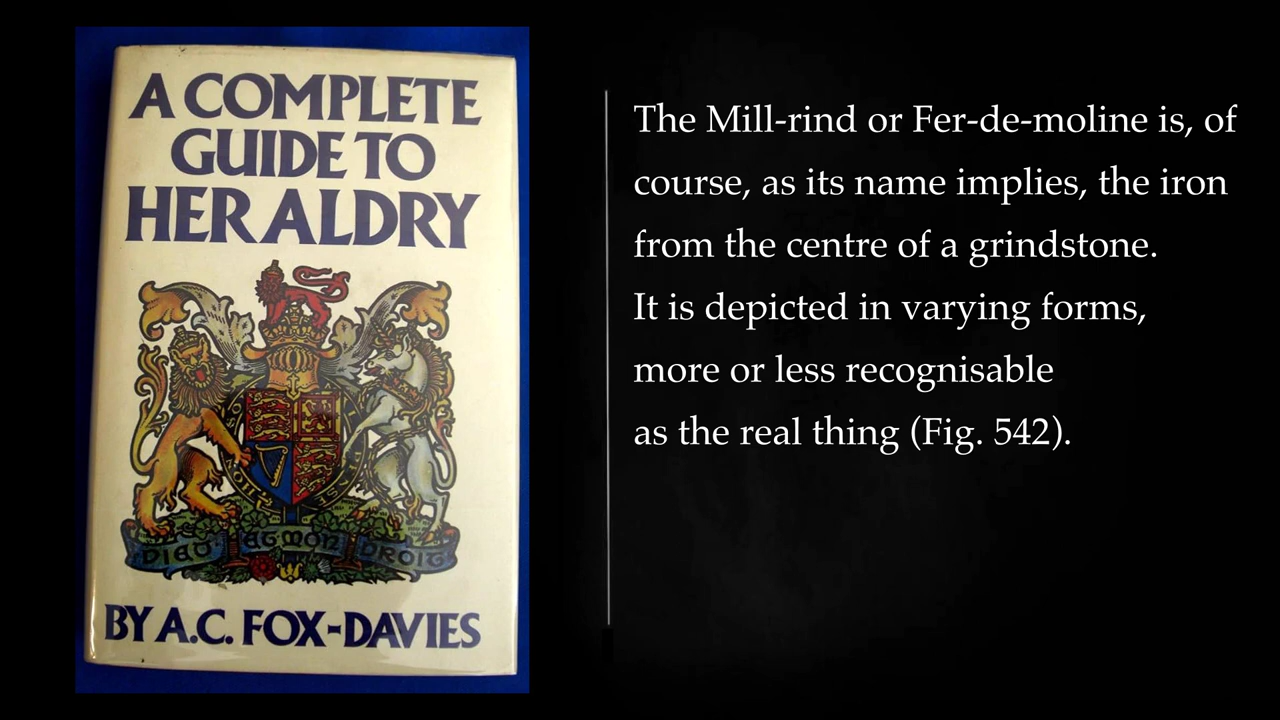 A COMPLETE
GUIDE TO
HERALDRY
DIEU ET MON DROIT
BY A.C. FOX-DAVIES
The Mill-rind or Fer-de-moline is, of
course, as its name implies, the iron
from the centre of a grindstone.
It is depicted in varying forms,
more or less recognisable
as the real thing (Fig. 542).